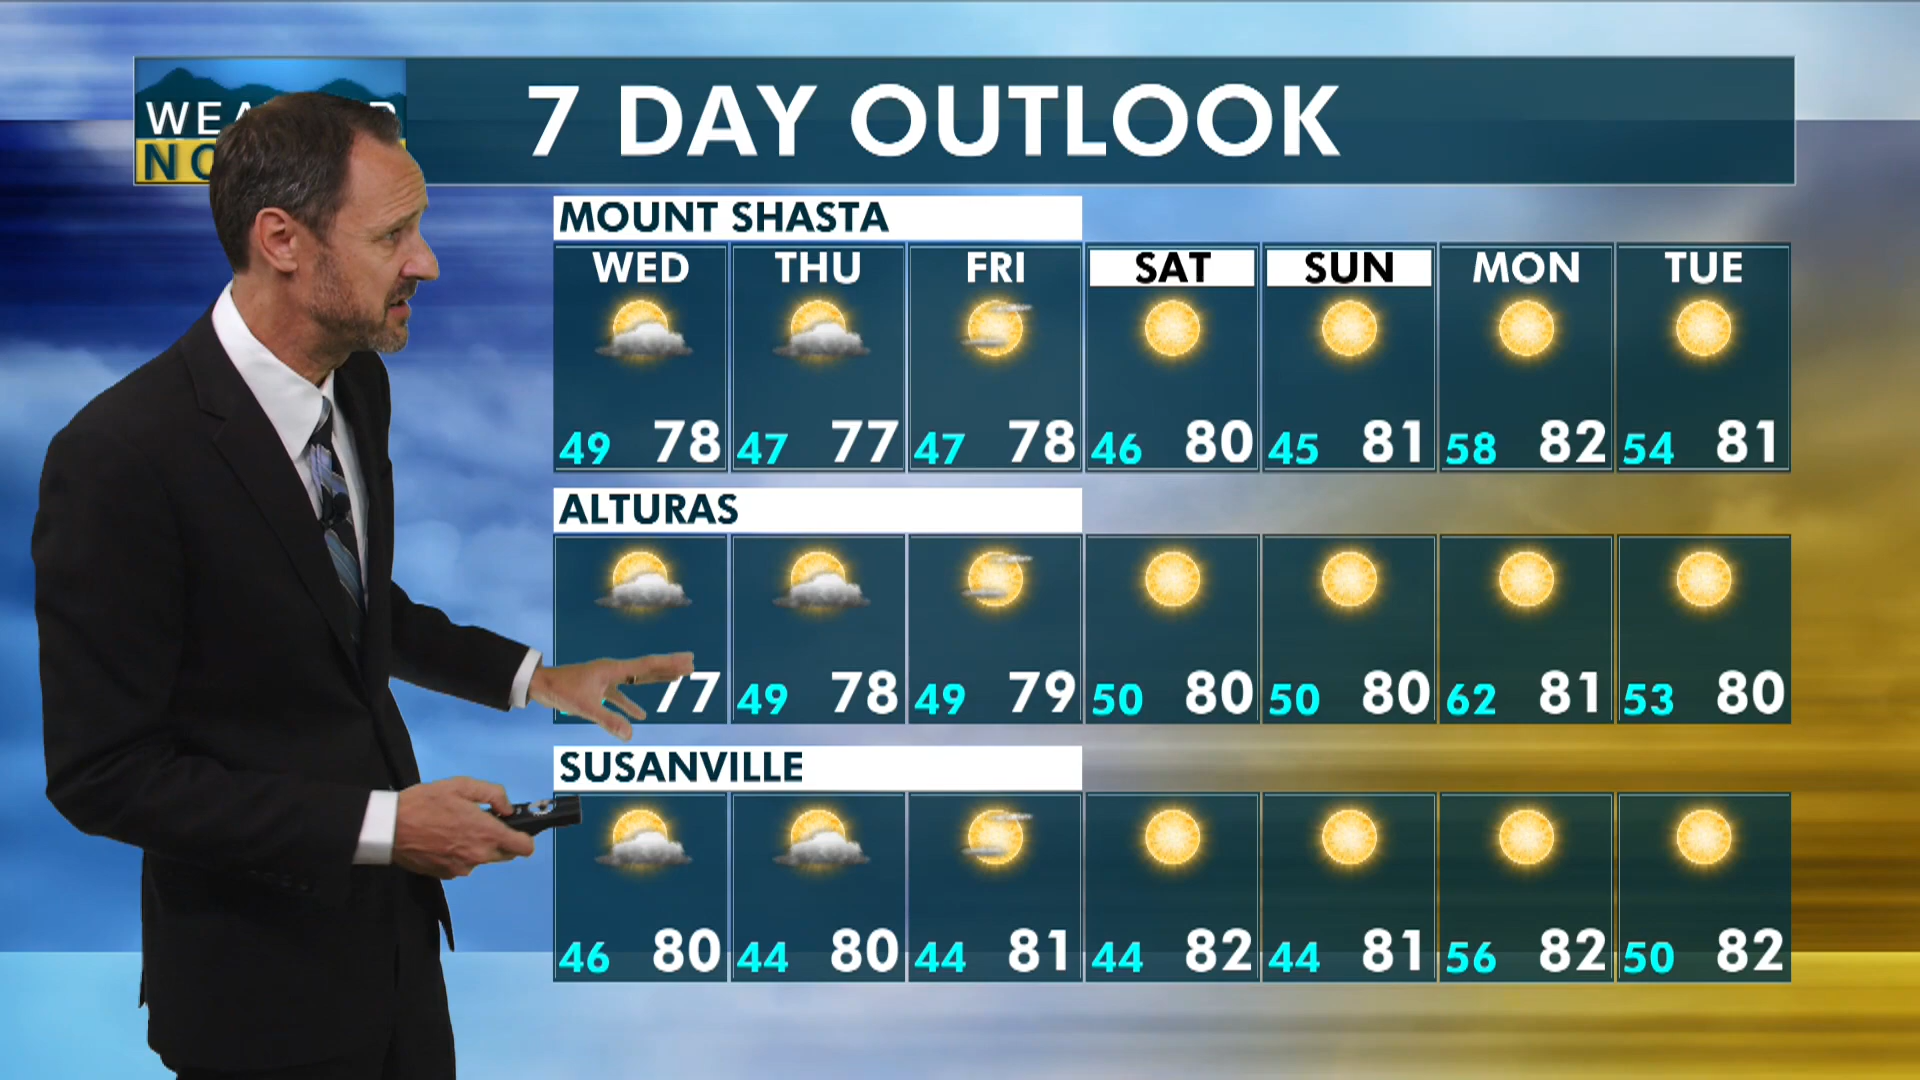 7 DAY OUTLOOK
MOUNT SHASTA
WED THU FRI SAT SUN MON TUE
49 78 47 77 47 78 46 80 45 81 58 82 54 81
ALTURAS
77 49 78 49 79 50 80 50 80 62 81 53 80
SUSANVILLE
46 80 44 80 44 81 44 82 44 81 56 82 50 82